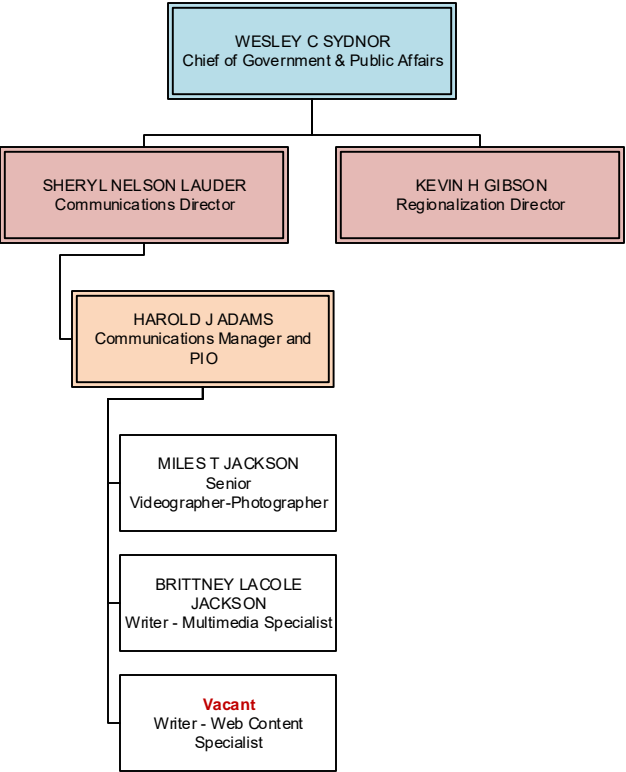 WESLEY C SYDNOR
Chief of Government & Public Affairs
SHERYL NELSON LAUDER
Communications Director
KEVIN H GIBSON
Regionalization Director
HAROLD J ADAMS
Communications Manager and
PIO
MILES T JACKSON
Senior
Videographer-Photographer
BRITTNEY LACOLE
JACKSON
Writer - Multimedia Specialist
Vacant
Writer - Web Content
Specialist